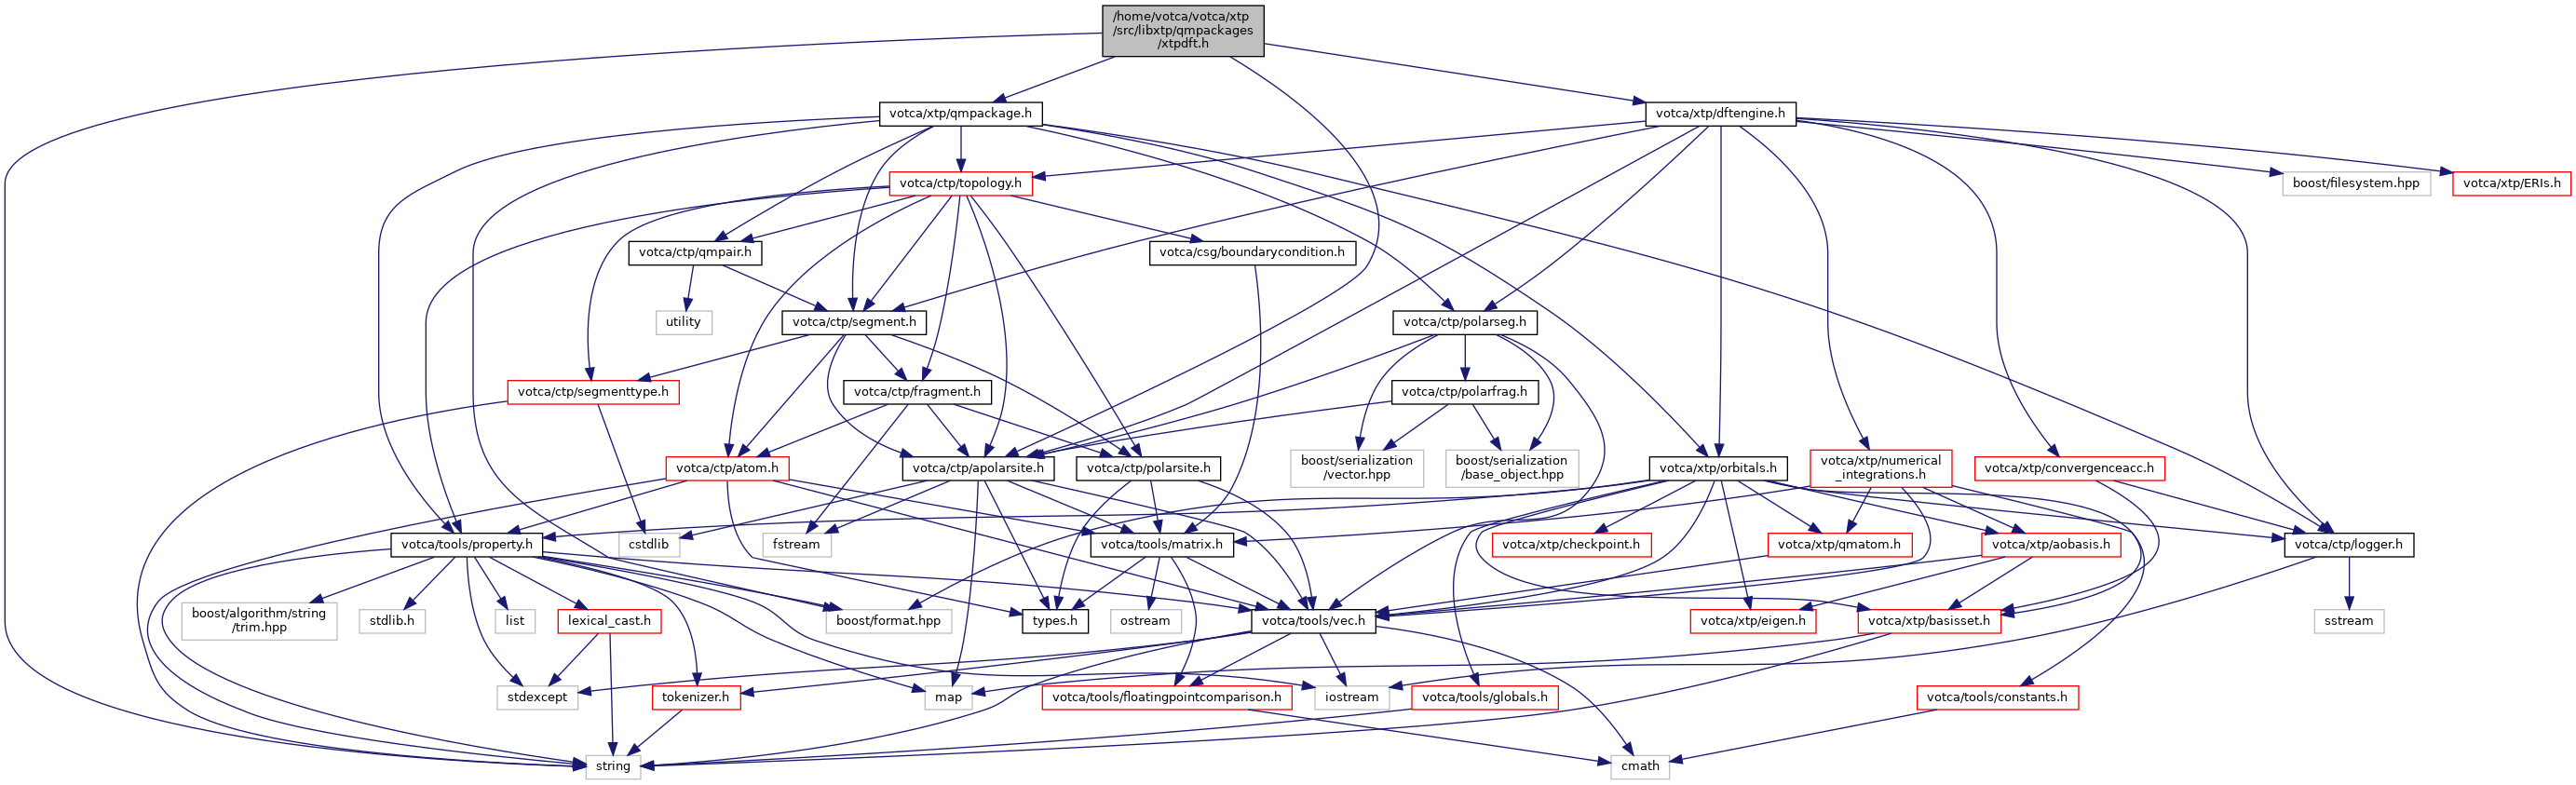 /home/votca/votca/xtp
/src/libxtp/qmpackages
/xtpdft.h
votca/xtp/qmpackage.h
votca/xtp/dftengine.h
votca/ctp/topology.h
boost/filesystem.hpp
votca/xtp/ERIs.h
votca/ctp/qmpair.h
votca/csg/boundarycondition.h
utility
votca/ctp/segment.h
votca/ctp/polarseg.h
votca/ctp/segmenttype.h
votca/ctp/fragment.h
votca/ctp/polarfrag.h
votca/ctp/atom.h
votca/ctp/apolarsite.h
votca/ctp/polarsite.h
boost/serialization
/vector.hpp
boost/serialization
/base_object.hpp
votca/xtp/orbitals.h
votca/xtp/numerical
_integrations.h
votca/xtp/convergenceacc.h
votca/tools/property.h
cstdlib
fstream
votca/tools/matrix.h
votca/xtp/checkpoint.h
votca/xtp/qmatom.h
votca/xtp/aobasis.h
votca/ctp/logger.h
boost/algorithm/string
/trim.hpp
stdlib.h
list
lexical_cast.h
boost/format.hpp
types.h
ostream
votca/tools/vec.h
votca/xtp/eigen.h
votca/xtp/basisset.h
sstream
stdexcept
tokenizer.h
map
votca/tools/floatingpointcomparison.h
iostream
votca/tools/globals.h
votca/tools/constants.h
string
cmath